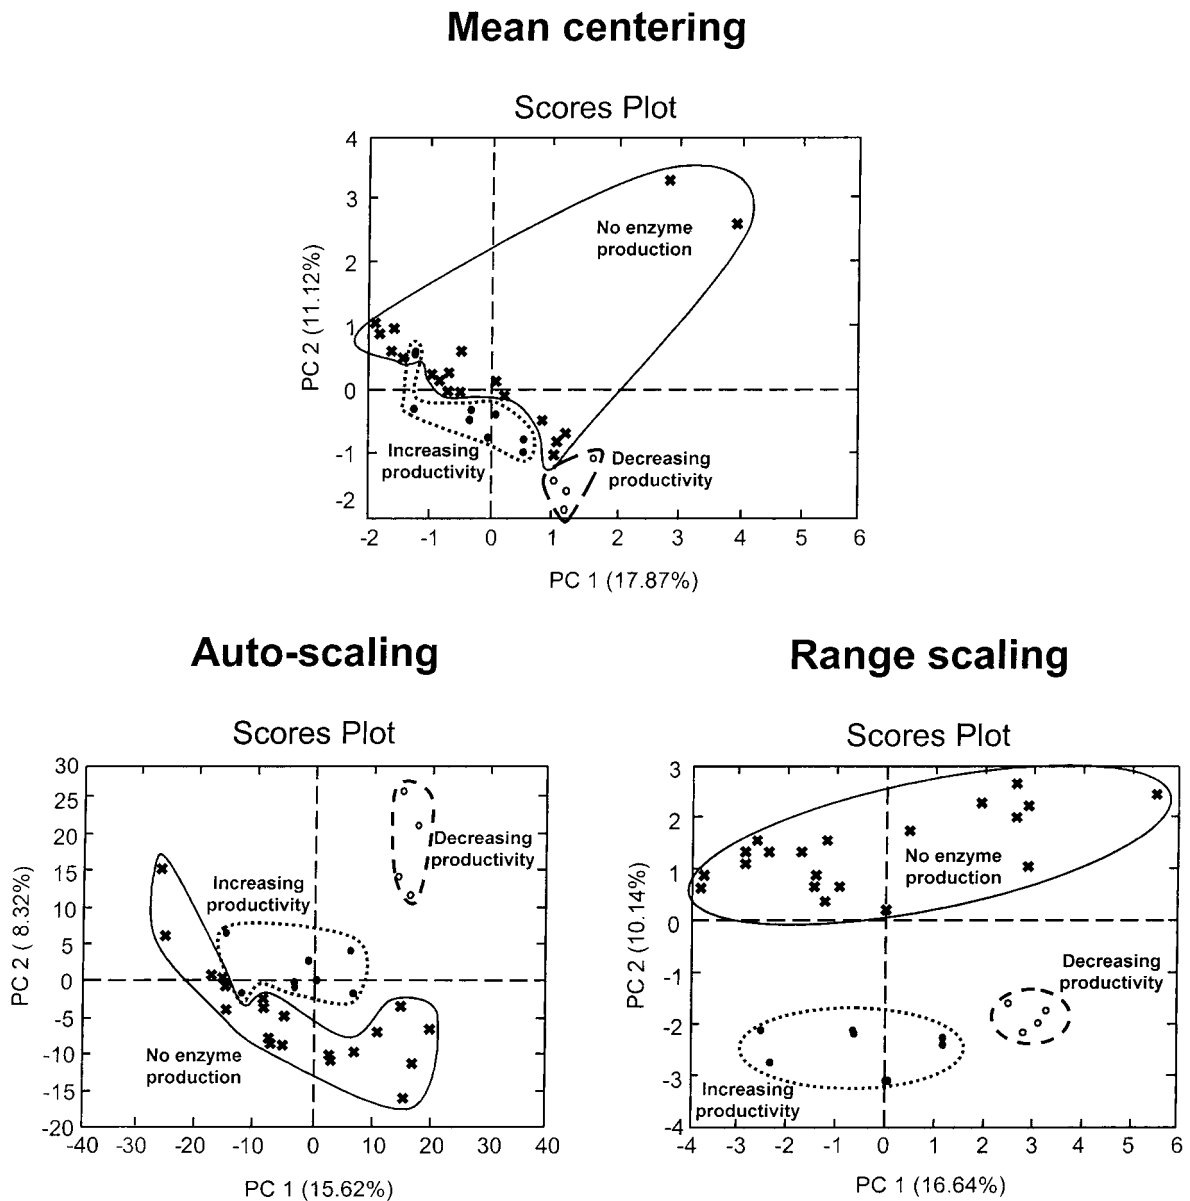 Mean centering
Scores Plot
4
3
2
1
0
-1
-2
PC 2 (11.12%)
No enzyme
production
Increasing
productivity
Decreasing
productivity
-2 -1 0 1 2 3 4 5 6
PC 1 (17.87%)
Auto-scaling
Scores Plot
30
25
20
15
10
5
0
-5
-10
-15
-20
PC 2 ( 8.32%)
Decreasing
productivity
Increasing
productivity
No enzyme
production
-40 -30 -20 -10 0 10 20 30 40
PC 1 (15.62%)
Range scaling
Scores Plot
3
2
1
0
-1
-2
-3
-4
PC 2 (10.14%)
No enzyme
production
Decreasing
productivity
Increasing
productivity
-4 -3 -2 -1 0 1 2 3 4 5 6
PC 1 (16.64%)